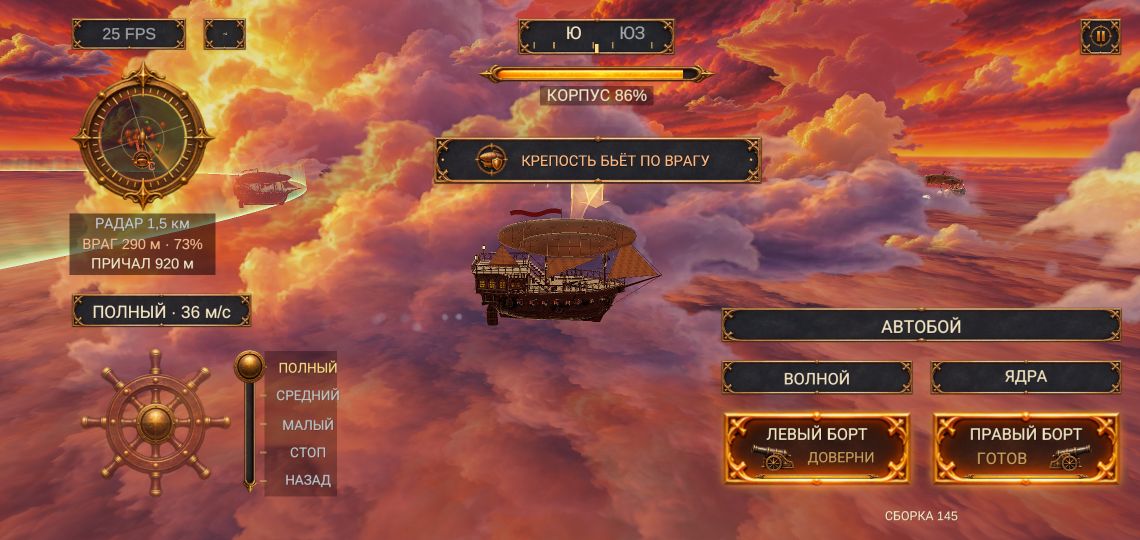 25 FPS
Ю ЮЗ
КОРПУС 86%
КРЕПОСТЬ БЬЁТ ПО ВРАГУ
РАДАР 1,5 км
ВРАГ 290 м · 73%
ПРИЧАЛ 920 м
ПОЛНЫЙ · 36 м/с
ПОЛНЫЙ
СРЕДНИЙ
МАЛЫЙ
СТОП
НАЗАД
АВТОБОЙ
ВОЛНОЙ
ЯДРА
ЛЕВЫЙ БОРТ
ДОВЕРНИ
ПРАВЫЙ БОРТ
ГОТОВ
СБОРКА 145